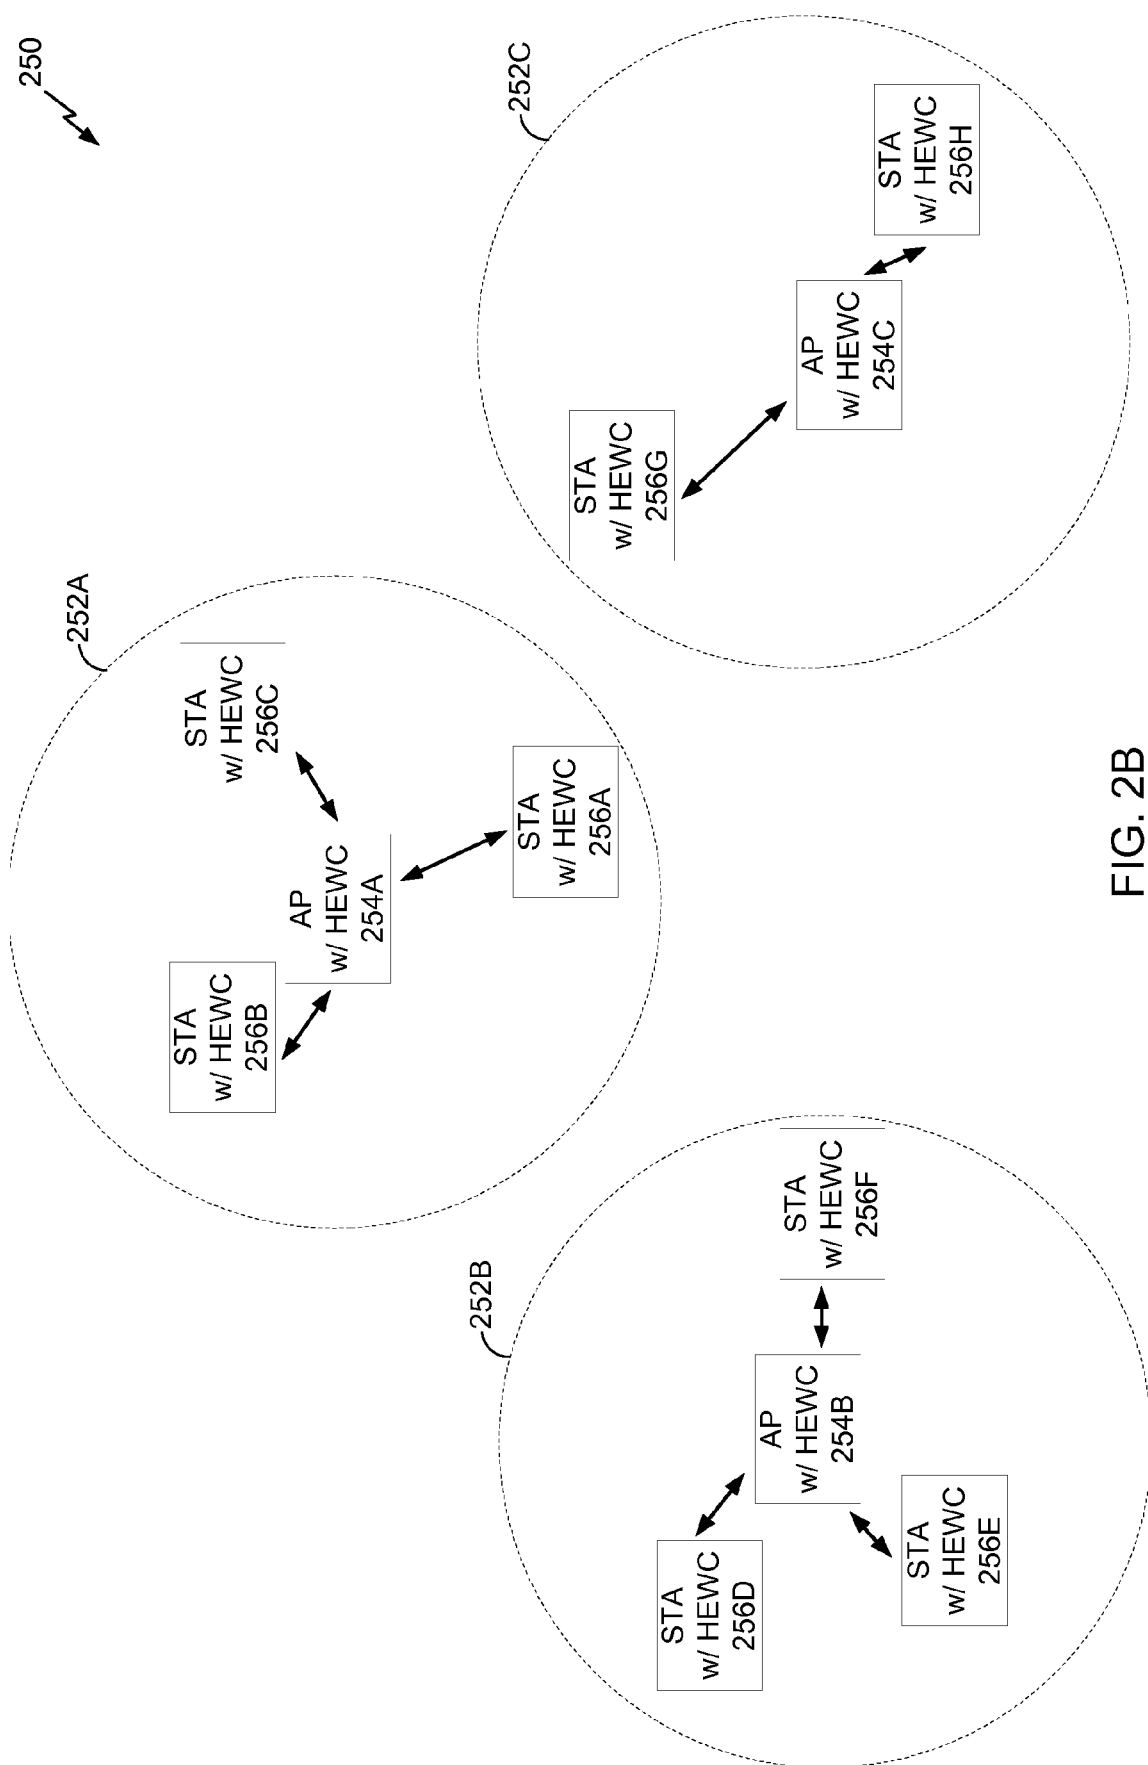 250
252A
STA
w/ HEWC
256B
STA
w/ HEWC
256C
AP
w/ HEWC
254A
STA
w/ HEWC
256A
252B
STA
w/ HEWC
256D
AP
w/ HEWC
254B
STA
w/ HEWC
256F
STA
w/ HEWC
256E
252C
STA
w/ HEWC
256G
AP
w/ HEWC
254C
STA
w/ HEWC
256H
FIG. 2B